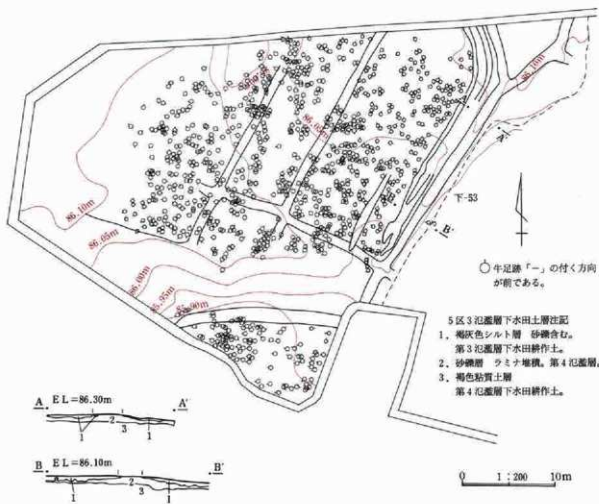 86.10m
86.05m
86.10m
A'
下-53
B'
86.05m
86.00m
85.95m
85.90m
牛足跡「-」の付く方向
が前である。
5区3氾濫層下水田土層注記
1、褐灰色シルト層 砂礫含む。
第3氾濫層下水田耕作土。
2、砂礫層 ラミナ堆積。第4氾濫層。
3、褐色粘質土層
第4氾濫層下水田耕作土。
A EL=86.30m A'
2 3 1
1
B EL=86.10m B'
2 1
1 3
0 1:200 10m